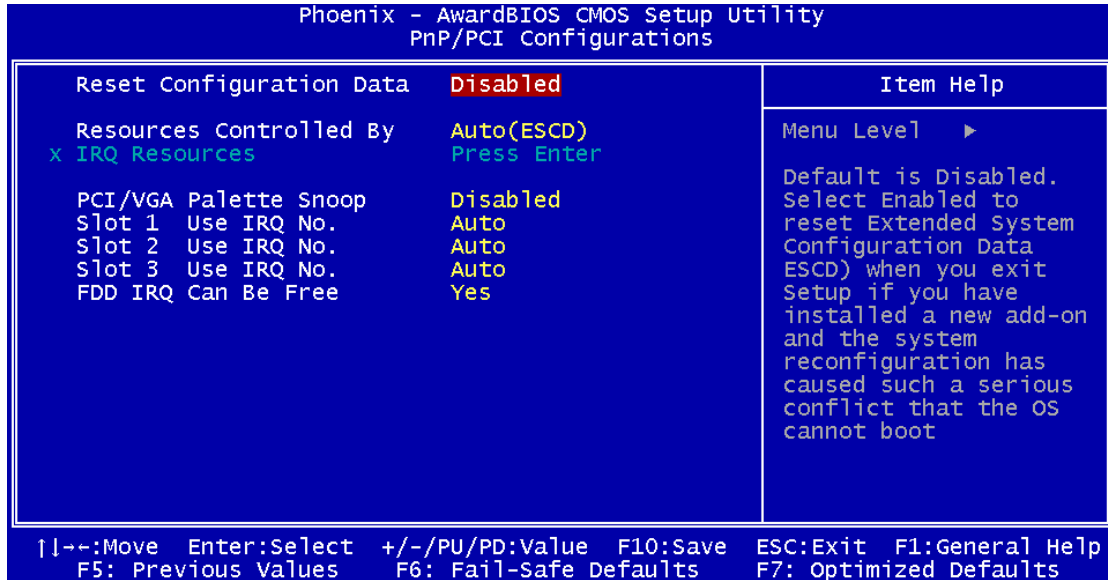 Phoenix - AwardBIOS CMOS Setup Utility
PnP/PCI Configurations
Reset Configuration Data Disabled
Resources Controlled By Auto(ESCD)
x IRQ Resources Press Enter
PCI/VGA Palette Snoop Disabled
Slot 1 Use IRQ No. Auto
Slot 2 Use IRQ No. Auto
Slot 3 Use IRQ No. Auto
FDD IRQ Can Be Free Yes
Item Help
Menu Level ▶
Default is Disabled.
Select Enabled to
reset Extended System
Configuration Data
ESCD) when you exit
Setup if you have
installed a new add-on
and the system
reconfiguration has
caused such a serious
conflict that the OS
cannot boot
↑↓→←:Move Enter:Select +/-/PU/PD:Value F10:Save ESC:Exit F1:General Help
F5: Previous Values F6: Fail-Safe Defaults F7: Optimized Defaults